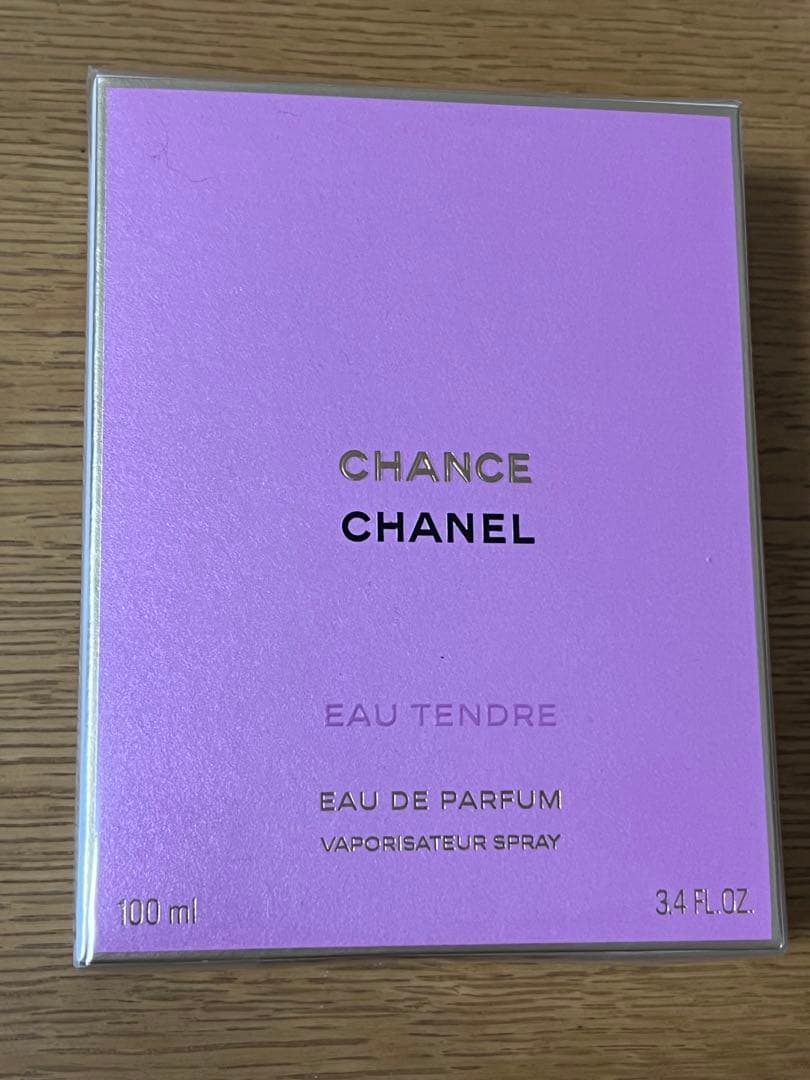 CHANCE
CHANEL
EAU TENDRE
EAU DE PARFUM
VAPORISATEUR SPRAY
100 ml
3.4 FL.OZ.